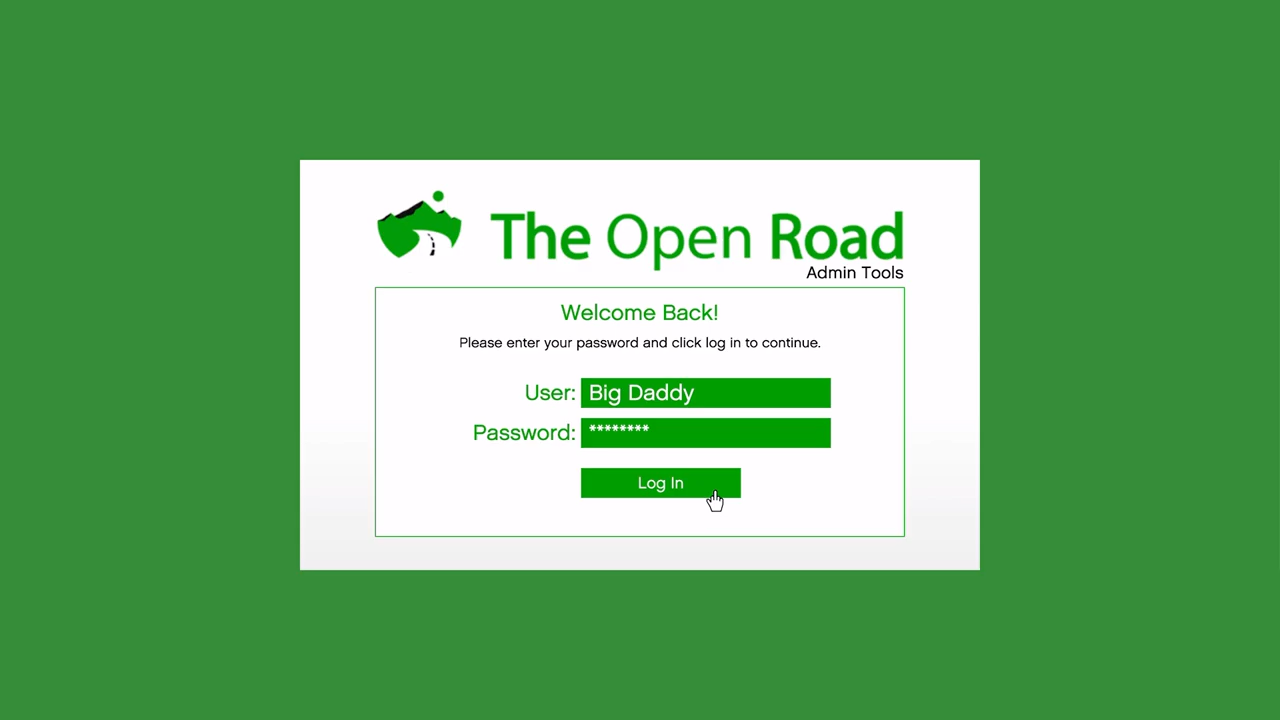 The Open Road
Admin Tools
Welcome Back!
Please enter your password and click log in to continue.
User: Big Daddy
Password: ********
Log In